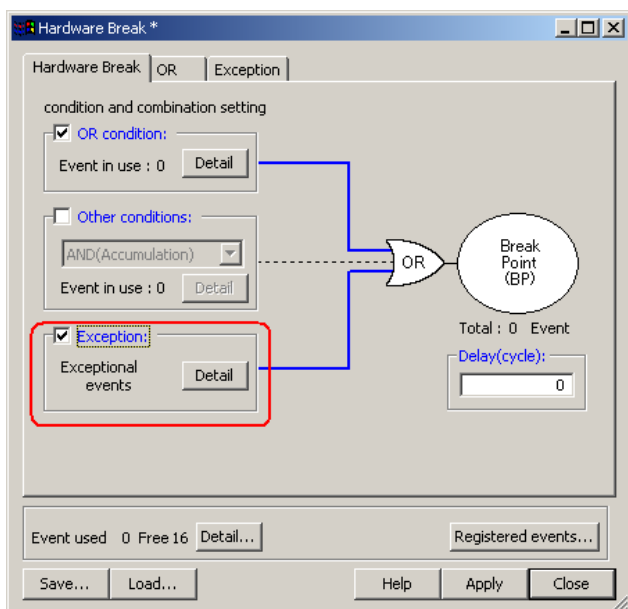 Hardware Break *
Hardware Break OR Exception
condition and combination setting
OR condition:
Event in use : 0 Detail
Other conditions:
AND(Accumulation)
Event in use : 0 Detail
Exception:
Exceptional
events
Detail
OR
Break
Point
(BP)
Total : 0 Event
Delay(cycle):
0
Event used 0 Free 16 Detail... Registered events...
Save... Load... Help Apply Close